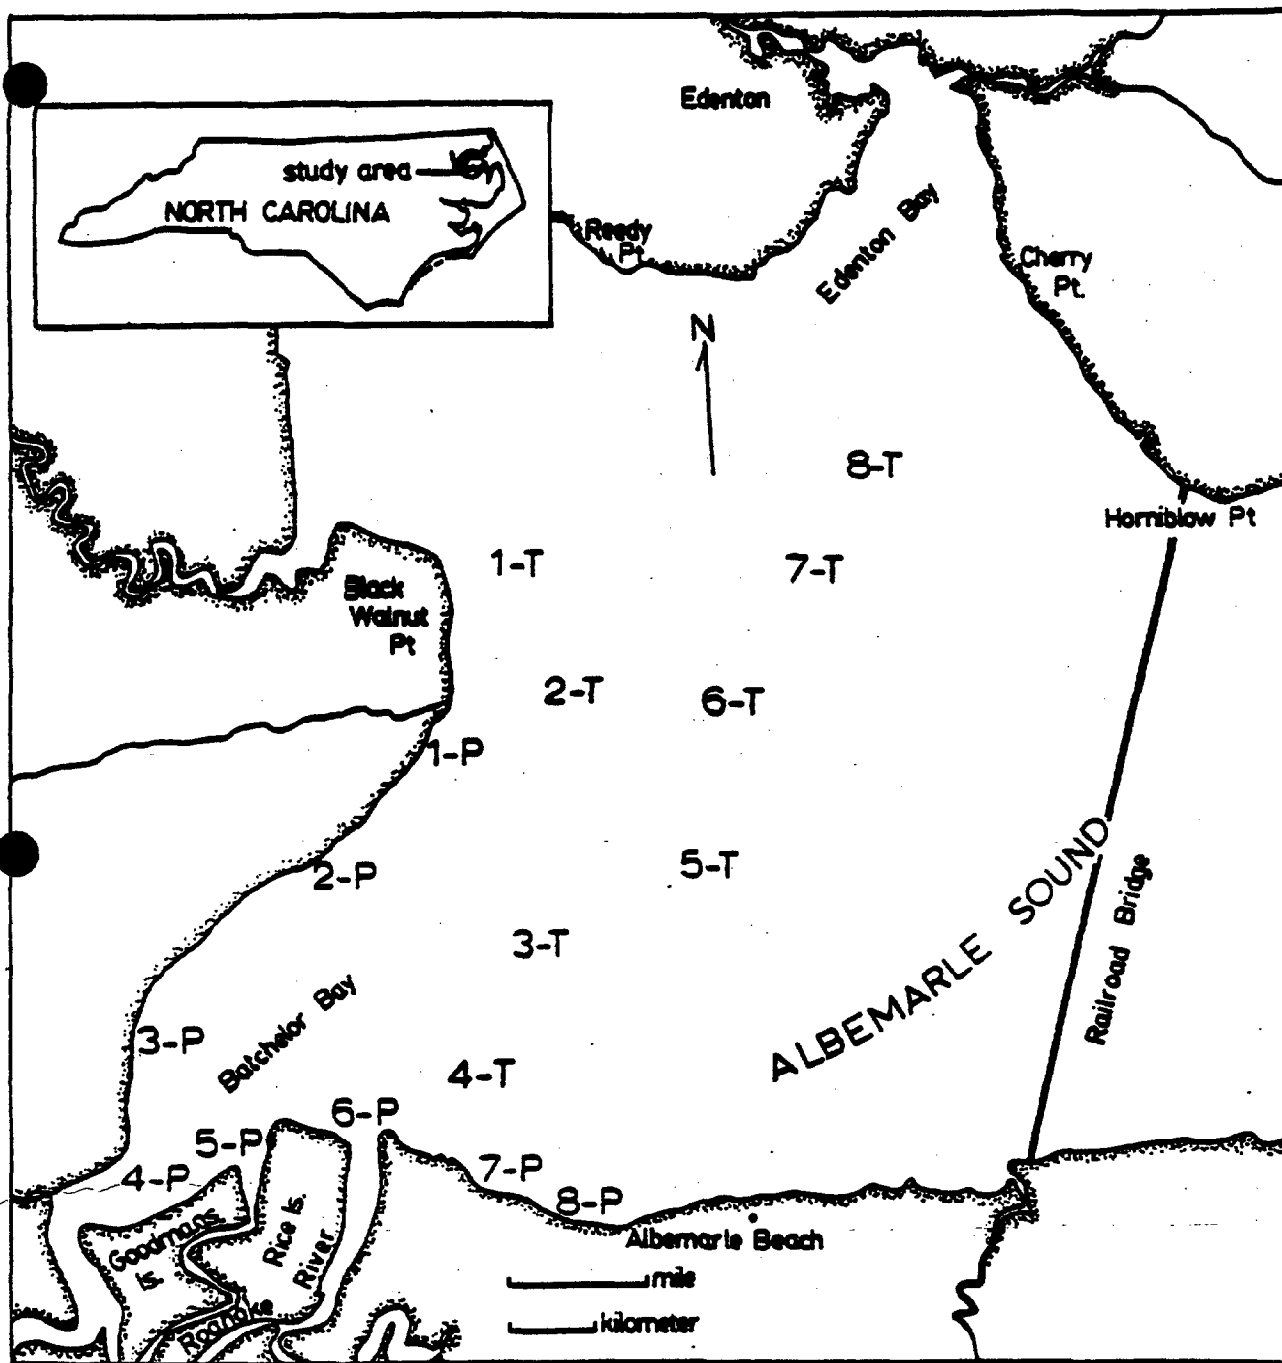 Edenton
study area
NORTH CAROLINA
Reedy
Pt.
Edenton Bay
Cherry
Pt.
N
8-T
Horniblow Pt
1-T
7-T
Black
Walnut
Pt
2-T
6-T
1-P
2-P
5-T
3-T
ALBEMARLE SOUND
Railroad Bridge
Batchelor Bay
3-P
4-T
6-P
5-P
4-P
7-P
8-P
Goodmans
Is.
Rice Is.
River
Roanoke
Albemarle Beach
mile
kilometer